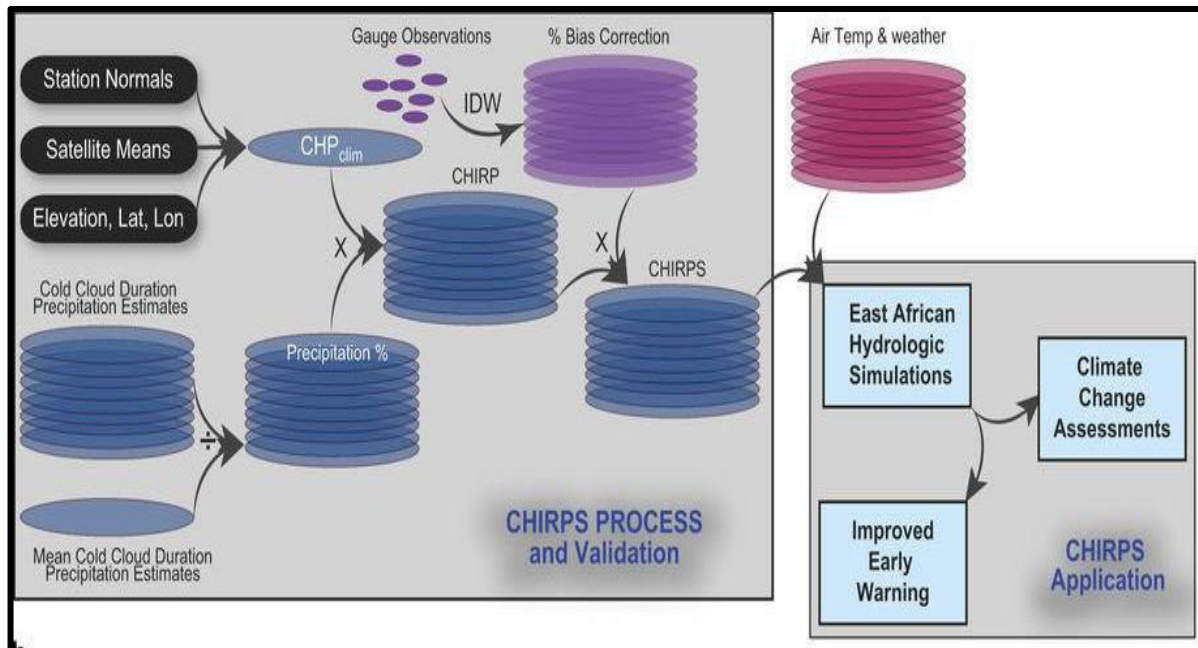 Gauge Observations
% Bias Correction
Air Temp & weather
Station Normals
Satellite Means
Elevation, Lat, Lon
CHPclim
IDW
CHIRP
X
X
CHIRPS
Cold Cloud Duration
Precipitation Estimates
Precipitation %
÷
Mean Cold Cloud Duration
Precipitation Estimates
CHIRPS PROCESS
and Validation
East African
Hydrologic
Simulations
Climate
Change
Assessments
Improved
Early
Warning
CHIRPS
Application